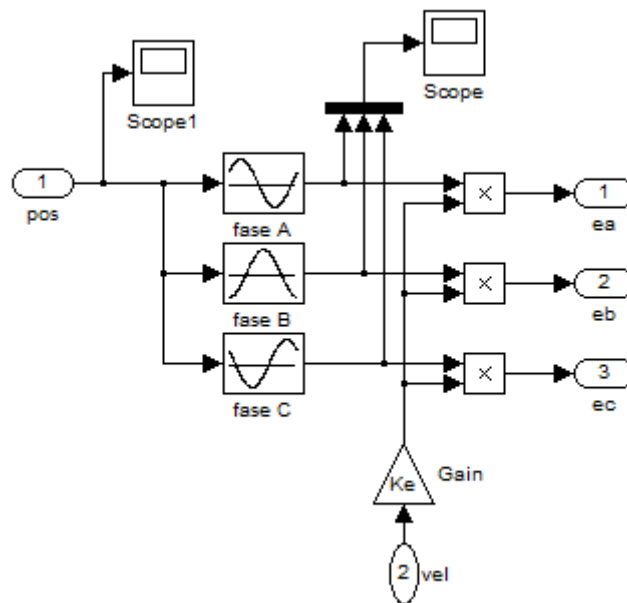 Scope
Scope1
1
pos
fase A
×
1
ea
fase B
×
2
eb
fase C
×
3
ec
Ke
Gain
2
vel